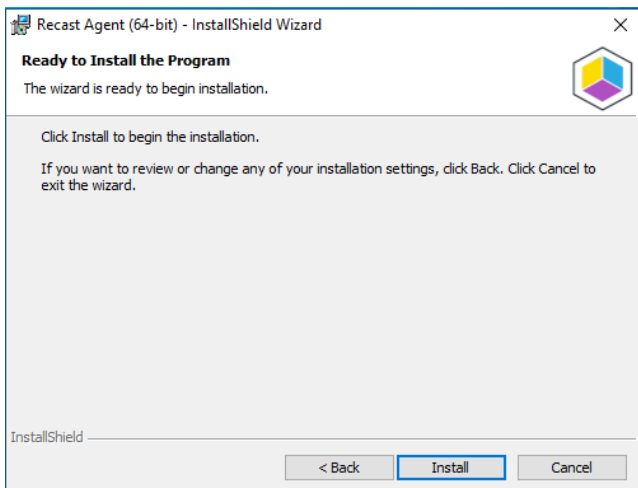 Recast Agent (64-bit) - InstallShield Wizard
Ready to Install the Program
The wizard is ready to begin installation.
Click Install to begin the installation.
If you want to review or change any of your installation settings, click Back. Click Cancel to
exit the wizard.
InstallShield
< Back
Install
Cancel